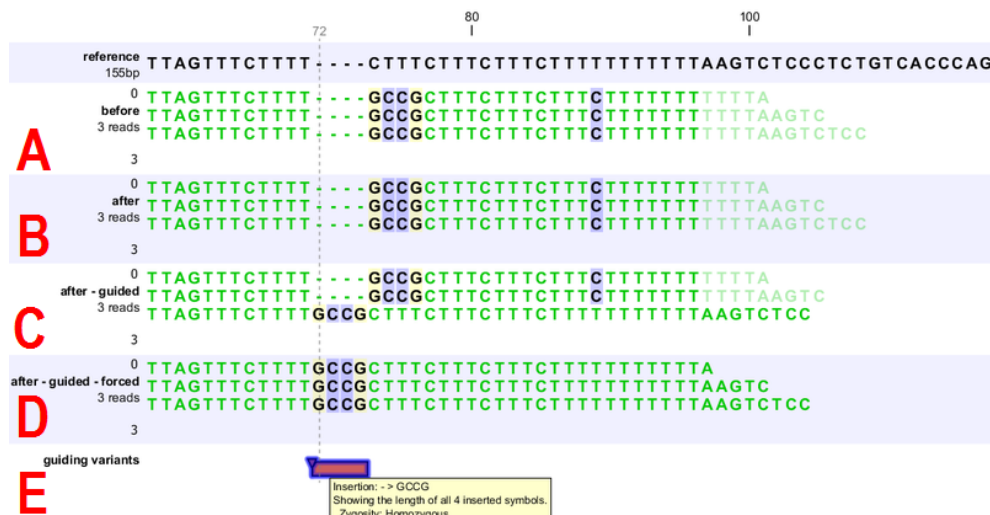 80
100
72
reference
TTAGTTTCTTTT----CTTTCTTTCTTTCTTTTTTTTTTTAAGTCTCCCTCTGTCACCCAG
155bp
0
TTAGTTTCTTTT----GCCGCTTTCTTTCTTTCTTTTTTTTTTTA
before
TTAGTTTCTTTT----GCCGCTTTCTTTCTTTCTTTTTTTTTTTAAGTC
3 reads
TTAGTTTCTTTT----GCCGCTTTCTTTCTTTCTTTTTTTTTTTAAGTCTCC
A
3
0
TTAGTTTCTTTT----GCCGCTTTCTTTCTTTCTTTTTTTTTTTA
after
TTAGTTTCTTTT----GCCGCTTTCTTTCTTTCTTTTTTTTTTTAAGTC
3 reads
TTAGTTTCTTTT----GCCGCTTTCTTTCTTTCTTTTTTTTTTTAAGTCTCC
B
3
0
TTAGTTTCTTTT----GCCGCTTTCTTTCTTTCTTTTTTTTTTTA
after - guided
TTAGTTTCTTTT----GCCGCTTTCTTTCTTTCTTTTTTTTTTTAAGTC
3 reads
TTAGTTTCTTTTGCCGCTTTCTTTCTTTCTTTTTTTTTTTAAGTCTCC
C
3
0
TTAGTTTCTTTTGCCGCTTTCTTTCTTTCTTTTTTTTTTTA
after - guided - forced
TTAGTTTCTTTTGCCGCTTTCTTTCTTTCTTTTTTTTTTTAAGTC
3 reads
TTAGTTTCTTTTGCCGCTTTCTTTCTTTCTTTTTTTTTTTAAGTCTCC
D
3
guiding variants
E
Insertion: - > GCCG
Showing the length of all 4 inserted symbols.
Zygosity: Homozygous